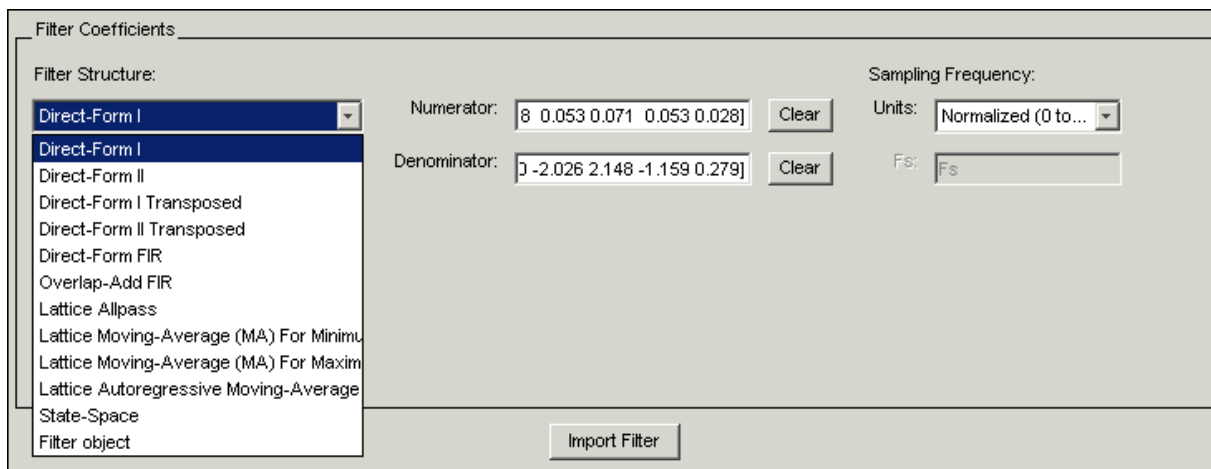 Filter Coefficients
Filter Structure:
Direct-Form I
Direct-Form I
Direct-Form II
Direct-Form I Transposed
Direct-Form II Transposed
Direct-Form FIR
Overlap-Add FIR
Lattice Allpass
Lattice Moving-Average (MA) For Minimu
Lattice Moving-Average (MA) For Maxim
Lattice Autoregressive Moving-Average
State-Space
Filter object
Numerator: 8 0.053 0.071 0.053 0.028] Clear
Denominator: 0 -2.026 2.148 -1.159 0.279] Clear
Sampling Frequency:
Units: Normalized (0 to...
Fs: Fs
Import Filter